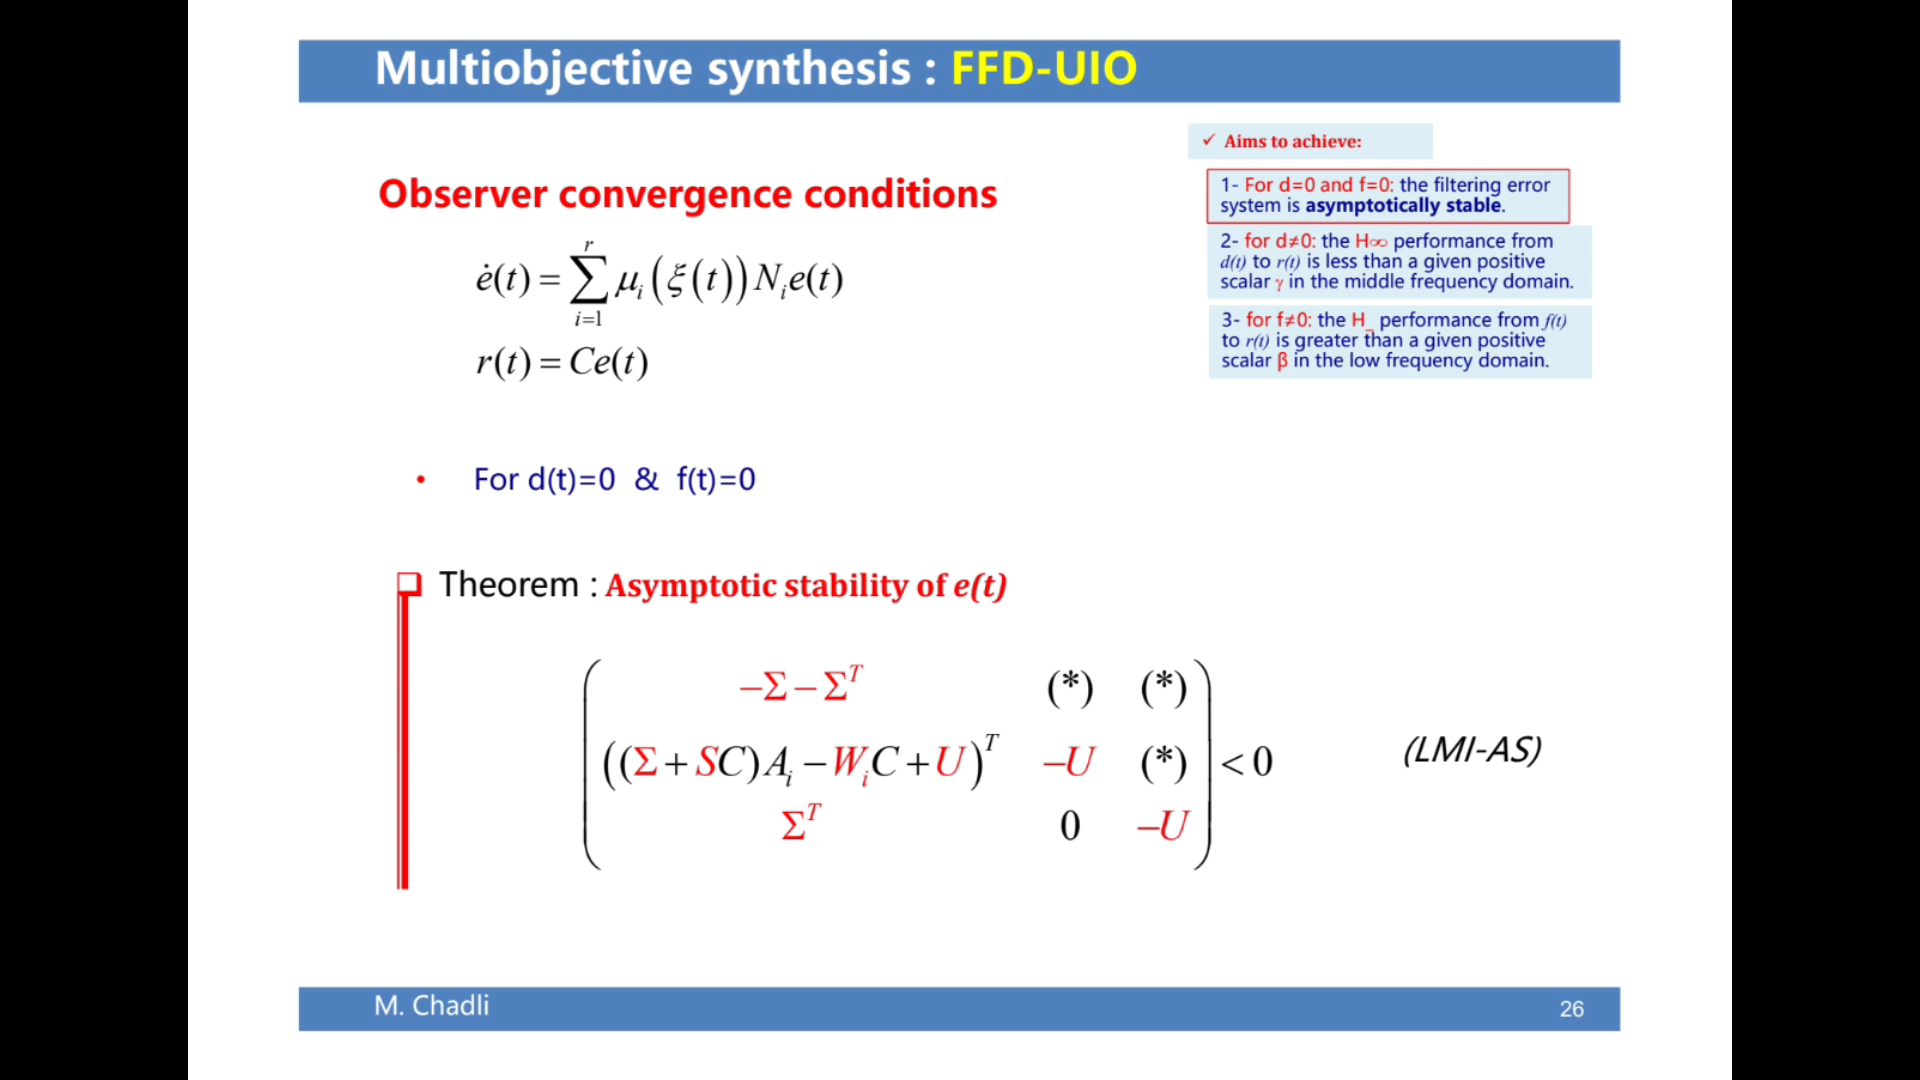 Multiobjective synthesis : FFD-UIO
✓ Aims to achieve:
1- For d=0 and f=0: the filtering error
system is asymptotically stable.
2- for d≠0: the H∞ performance from
d(t) to r(t) is less than a given positive
scalar γ in the middle frequency domain.
3- for f≠0: the H_ performance from f(t)
to r(t) is greater than a given positive
scalar β in the low frequency domain.
Observer convergence conditions
ė(t) = ∑_{i=1}^{r} μ_i(ξ(t)) N_i e(t)
r(t) = Ce(t)
• For d(t)=0 & f(t)=0
❑ Theorem : Asymptotic stability of e(t)
−Σ − Σ^T (*) (*)
((Σ + SC)A_i − W_iC + U)^T −U (*) < 0 (LMI-AS)
Σ^T 0 −U
M. Chadli
26